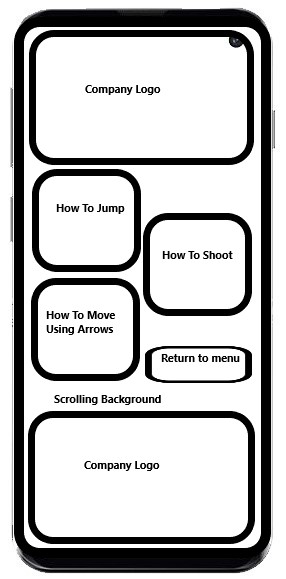 Company Logo
How To Jump
How To Shoot
How To Move
Using Arrows
Return to menu
Scrolling Background
Company Logo